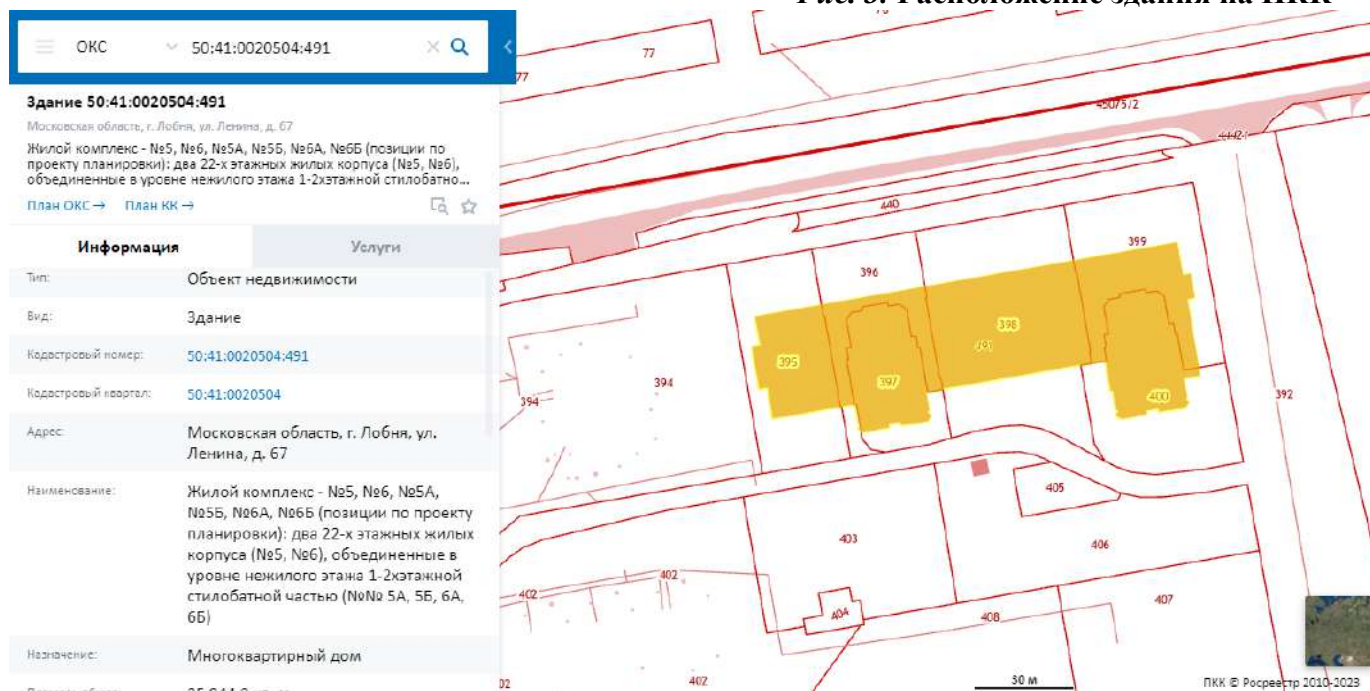 ОКС 50:41:0020504:491
Здание 50:41:0020504:491
Московская область, г. Лобня, ул. Ленина, д. 67
Жилой комплекс - №5, №6, №5А, №5Б, №6А, №6Б (позиции по
проекту планировки): два 22-х этажных жилых корпуса (№5, №6),
объединенные в уровне нежилого этажа 1-2хэтажной стилобатно...
План ОКС → План КК →
Информация Услуги
Тип: Объект недвижимости
Вид: Здание
Кадастровый номер: 50:41:0020504:491
Кадастровый квартал: 50:41:0020504
Адрес: Московская область, г. Лобня, ул.
Ленина, д. 67
Наименование: Жилой комплекс - №5, №6, №5А,
№5Б, №6А, №6Б (позиции по проекту
планировки): два 22-х этажных жилых
корпуса (№5, №6), объединенные в
уровне нежилого этажа 1-2хэтажной
стилобатной частью (№№ 5А, 5Б, 6А,
6Б)
Назначение: Многоквартирный дом
77
77
450/5/2
440
399
396
398
395
491
394
397
400
394
392
405
403
406
402
402
404
408
407
02
402
30 м
ПКК © Росреестр 2010-2023